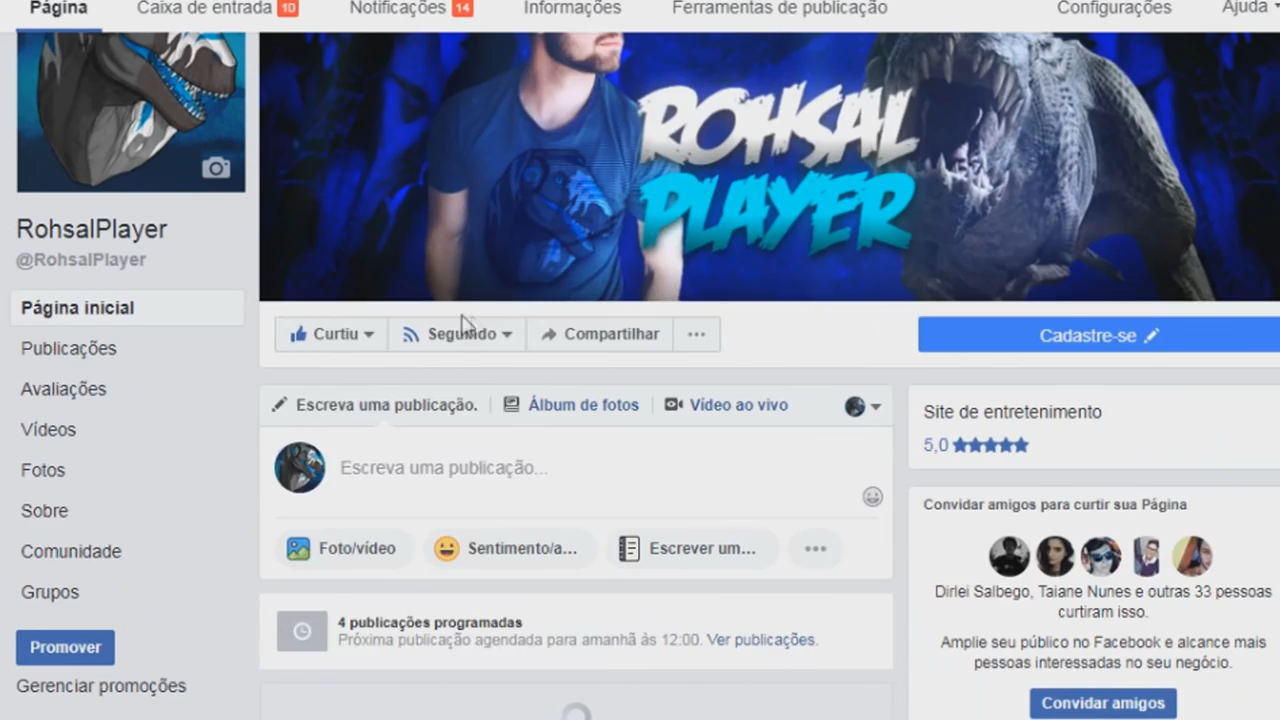 Página
Caixa de entrada 10
Notificações 14
Informações
Ferramentas de publicação
Configurações
Ajuda
ROHSAL
PLAYER
RohsalPlayer
@RohsalPlayer
Página inicial
Publicações
Avaliações
Vídeos
Fotos
Sobre
Comunidade
Grupos
Promover
Gerenciar promoções
Curtiu
Seguindo
Compartilhar
...
Cadastre-se
Escreva uma publicação.
Álbum de fotos
Vídeo ao vivo
Escreva uma publicação...
Foto/vídeo
Sentimento/a...
Escrever um...
...
4 publicações programadas
Próxima publicação agendada para amanhã às 12:00. Ver publicações.
Site de entretenimento
5,0 ★★★★★
Convidar amigos para curtir sua Página
Dirlei Salbego, Taiane Nunes e outras 33 pessoas
curtiram isso.
Amplie seu público no Facebook e alcance mais
pessoas interessadas no seu negócio.
Convidar amigos